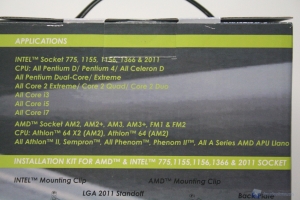 APPLICATIONS
INTEL™ Socket 775, 1155, 1156, 1366 & 2011
CPU: All Pentium D/ Pentium 4/ All Celeron D
All Pentium Dual-Core/ Extreme
All Core 2 Extreme/ Core 2 Quad/ Core 2 Duo
All Core i3
All Core i5
All Core i7
AMD™ Socket AM2, AM2+, AM3, AM3+, FM1 & FM2
CPU: Athlon™ 64 X2 (AM2), Athlon™ 64 (AM2)
All Athlon™ II, Sempron™, All Phenom™, Phenom II™, All A Series AMD APU Llano
INSTALLATION KIT FOR AMD™ & INTEL™ 775,1155,1156,1366 & 2011 SOCKET
INTEL™ Mounting Clip AMD™ Mounting Clip
LGA 2011 Standoff Back Plate